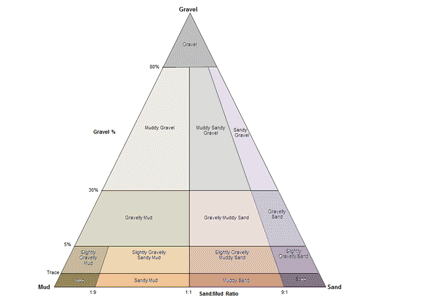 Gravel
Gravel
80%
Gravel %
Muddy Gravel
Muddy Sandy
Gravel
Sandy
Gravel
30%
Gravelly Mud
Gravelly Muddy Sand
Gravelly
Sand
5%
Slightly
Gravelly
Mud
Slightly Gravelly
Sandy Mud
Slightly Gravelly
Muddy Sand
Slightly
Gravelly Sand
Trace
Sandy Mud
Muddy Sand
Mud
Sand
1:9
1:1
Sand:Mud Ratio
9:1